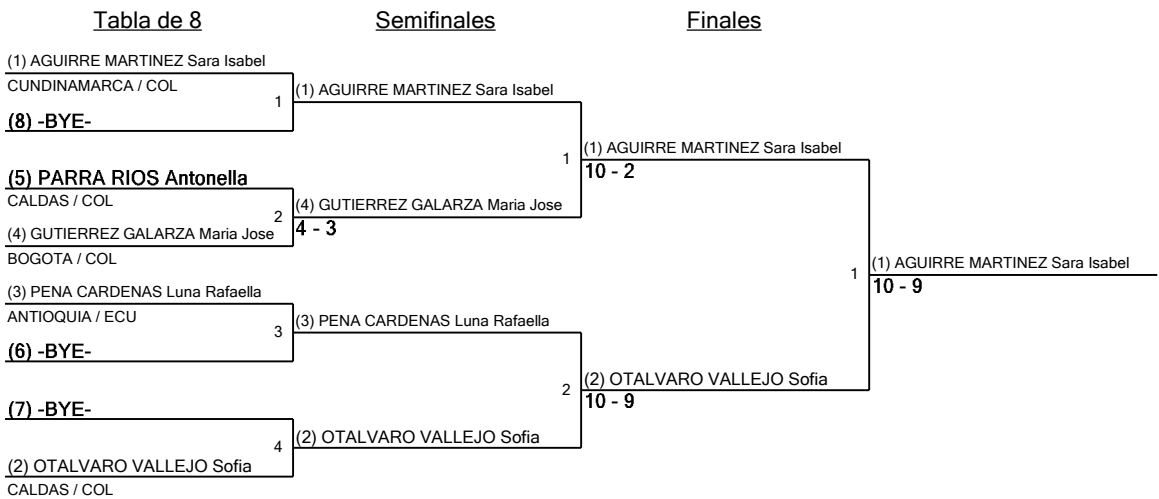 Tabla de 8
Semifinales
Finales
(1) AGUIRRE MARTINEZ Sara Isabel
CUNDINAMARCA / COL
1
(8) -BYE-
(5) PARRA RIOS Antonella
CALDAS / COL
2
(4) GUTIERREZ GALARZA Maria Jose
BOGOTA / COL
(3) PENA CARDENAS Luna Rafaella
ANTIOQUIA / ECU
3
(6) -BYE-
(7) -BYE-
4
(2) OTALVARO VALLEJO Sofia
CALDAS / COL
(1) AGUIRRE MARTINEZ Sara Isabel
1
(4) GUTIERREZ GALARZA Maria Jose
4 - 3
(3) PENA CARDENAS Luna Rafaella
2
(2) OTALVARO VALLEJO Sofia
(1) AGUIRRE MARTINEZ Sara Isabel
10 - 2
1
(2) OTALVARO VALLEJO Sofia
10 - 9
(1) AGUIRRE MARTINEZ Sara Isabel
10 - 9